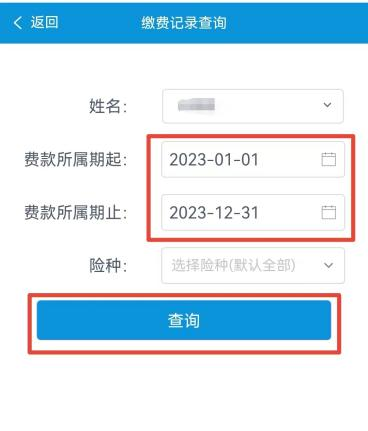 返回 缴费记录查询
姓名:
费款所属期起: 2023-01-01
费款所属期止: 2023-12-31
险种: 选择险种(默认全部)
查询